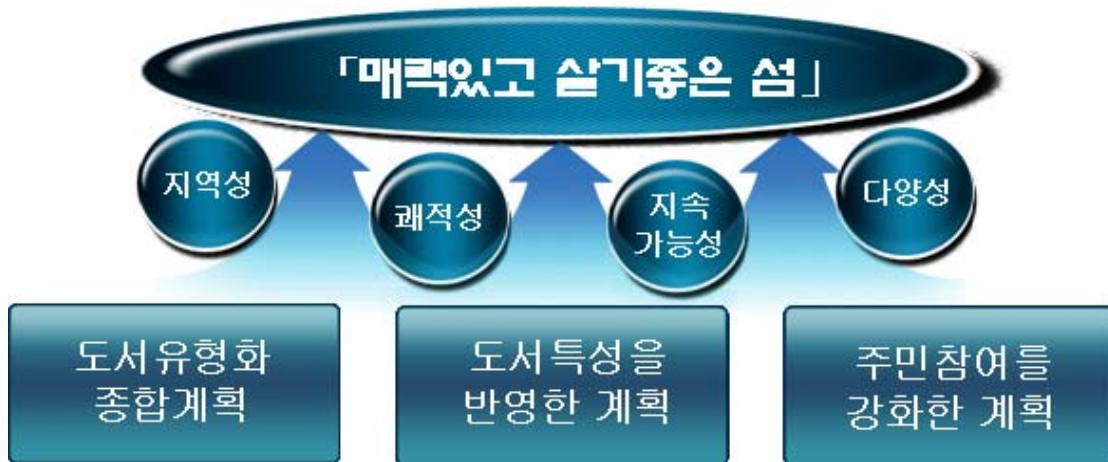 「매력있고 살기좋은 섬」
지역성
쾌적성
지속
가능성
다양성
도서유형화
종합계획
도서특성을
반영한 계획
주민참여를
강화한 계획